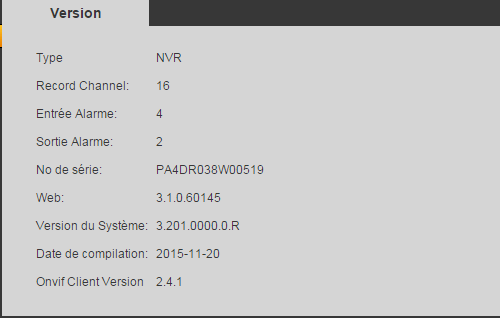 Version
Type NVR
Record Channel: 16
Entrée Alarme: 4
Sortie Alarme: 2
No de série: PA4DR038W00519
Web: 3.1.0.60145
Version du Système: 3.201.0000.0.R
Date de compilation: 2015-11-20
Onvif Client Version 2.4.1